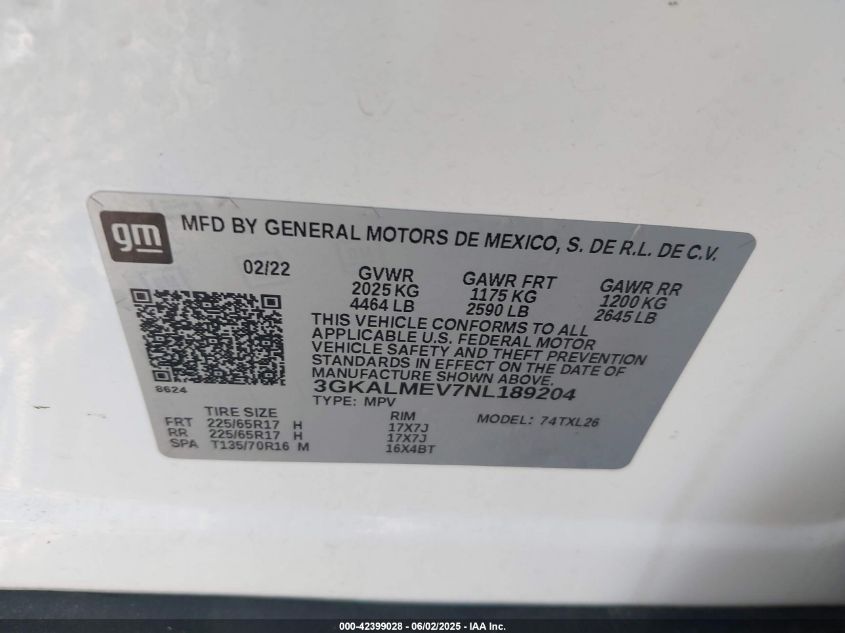 gm
MFD BY GENERAL MOTORS DE MEXICO, S. DE R.L. DE C.V.
02/22
GVWR GAWR FRT GAWR RR
2025 KG 1175 KG 1200 KG
4464 LB 2590 LB 2645 LB
THIS VEHICLE CONFORMS TO ALL
APPLICABLE U.S. FEDERAL MOTOR
VEHICLE SAFETY AND THEFT PREVENTION
STANDARDS IN EFFECT ON THE DATE OF
MANUFACTURE SHOWN ABOVE.
8624
3GKALMEV7NL189204
TYPE: MPV
MODEL: 74TXL26
TIRE SIZE RIM
FRT 225/65R17 H 17X7J
RR 225/65R17 H 17X7J
SPA T135/70R16 M 16X4BT
000-42399028 - 06/02/2025 - IAA Inc.